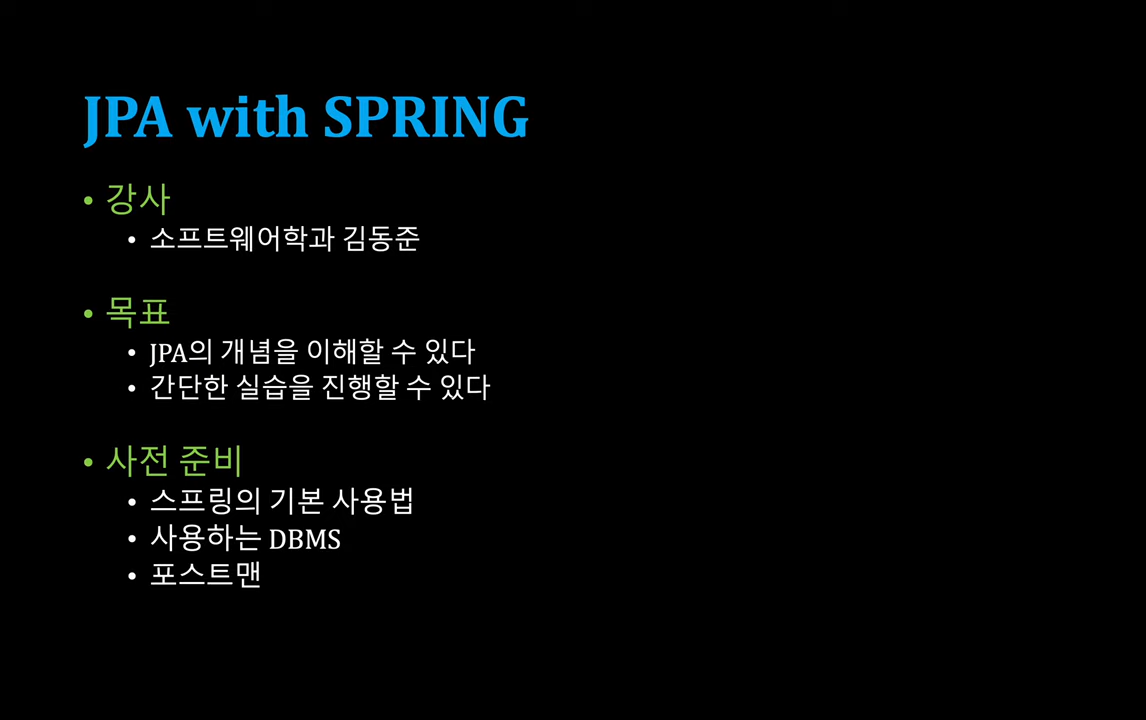 JPA with SPRING
• 강사
• 소프트웨어학과 김동준
• 목표
• JPA의 개념을 이해할 수 있다
• 간단한 실습을 진행할 수 있다
• 사전 준비
• 스프링의 기본 사용법
• 사용하는 DBMS
• 포스트맨